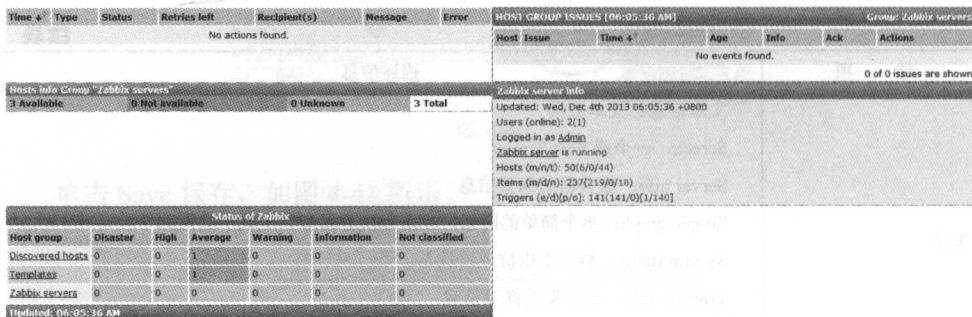 Time Type Status Retries left Recipient(s) Message Error
No actions found.
HOST GROUP ISSUES [06:05:36 AM] Group: Zabbix servers
Host Issue Time Age Info Ack Actions
No events found.
0 of 0 issues are shown
Hosts info Group "Zabbix servers"
3 Available 0 Not available 0 Unknown 3 Total
Zabbix server info
Updated: Wed, Dec 4th 2013 06:05:36 +0800
Users (online): 2(1)
Logged in as Admin
Zabbix server is running
Hosts (m/n/t): 50(6/0/44)
Items (m/d/n): 237(219/0/18)
Triggers (e/d)[p/o]: 141(141/0)[1/140]
Status of Zabbix
Host group Disaster High Average Warning Information Not classified
Discovered hosts 0 0 1 0 0 0
Templates 0 0 1 0 0 0
Zabbix servers 0 0 0 0 0 0
Updated: 06:05:36 AM